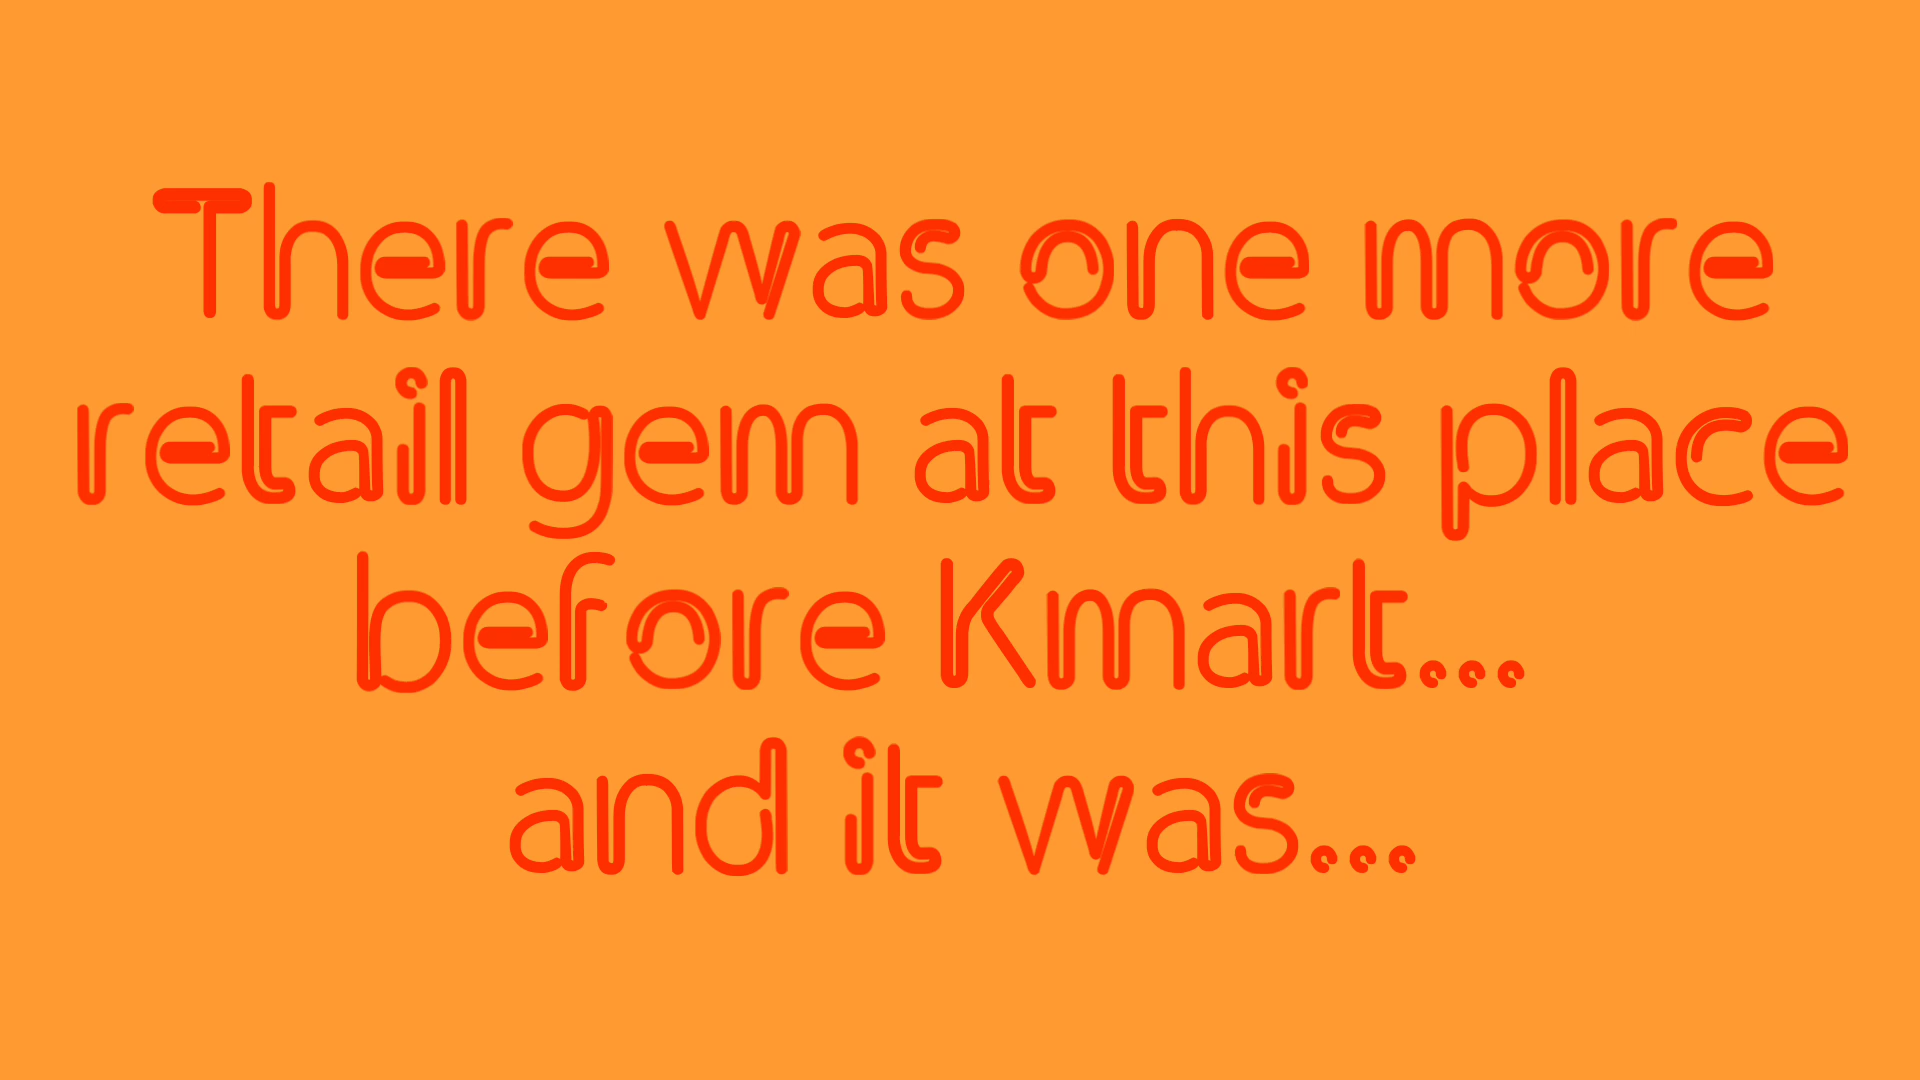 There was one more
retail gem at this place
before Kmart...
and it was...